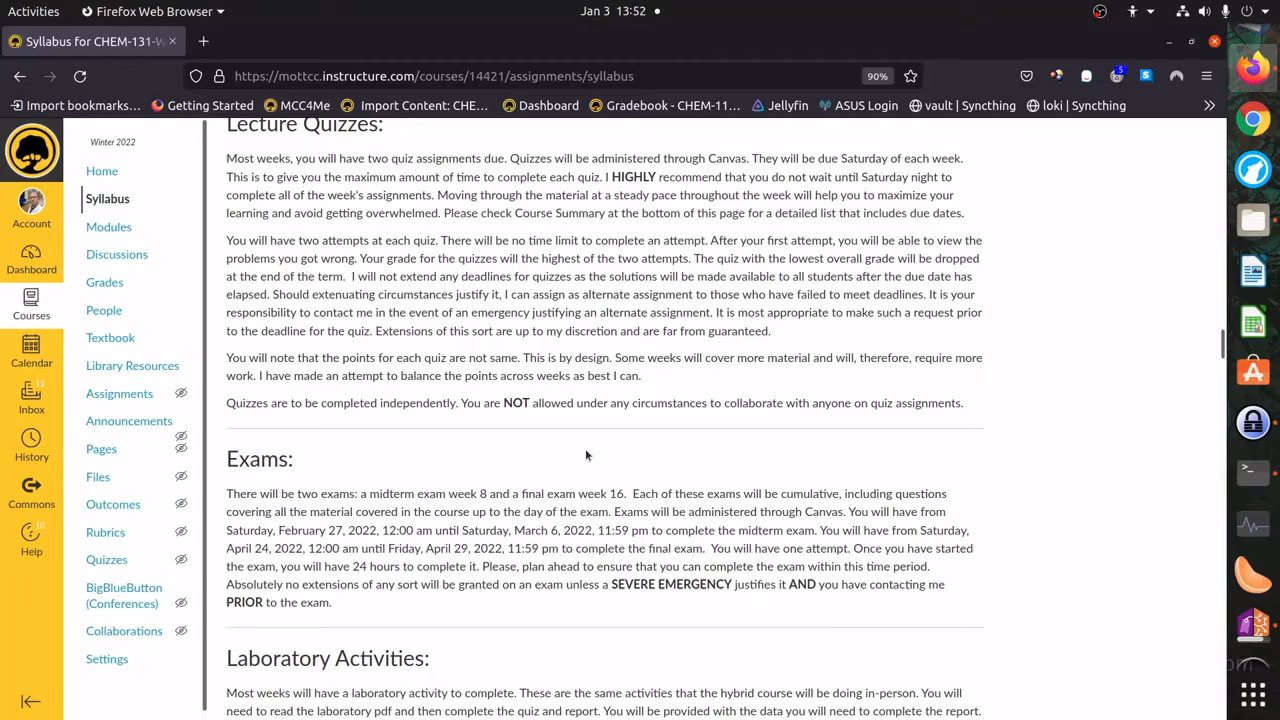 Activities
Firefox Web Browser
Jan 3 13:52
Syllabus for CHEM-131-W
https://mottcc.instructure.com/courses/14421/assignments/syllabus
90%
5
Import bookmarks...
Getting Started
MCC4Me
Import Content: CHE...
Dashboard
Gradebook - CHEM-11...
Jellyfin
ASUS Login
vault | Syncthing
loki | Syncthing
Account
Dashboard
Courses
Calendar
11
Inbox
History
Commons
10
Help
Winter 2022
Home
Syllabus
Modules
Discussions
Grades
People
Textbook
Library Resources
Assignments
Announcements
Pages
Files
Outcomes
Rubrics
Quizzes
BigBlueButton
(Conferences)
Collaborations
Settings
Lecture Quizzes:
Most weeks, you will have two quiz assignments due. Quizzes will be administered through Canvas. They will be due Saturday of each week.
This is to give you the maximum amount of time to complete each quiz. I HIGHLY recommend that you do not wait until Saturday night to
complete all of the week's assignments. Moving through the material at a steady pace throughout the week will help you to maximize your
learning and avoid getting overwhelmed. Please check Course Summary at the bottom of this page for a detailed list that includes due dates.
You will have two attempts at each quiz. There will be no time limit to complete an attempt. After your first attempt, you will be able to view the
problems you got wrong. Your grade for the quizzes will the highest of the two attempts. The quiz with the lowest overall grade will be dropped
at the end of the term. I will not extend any deadlines for quizzes as the solutions will be made available to all students after the due date has
elapsed. Should extenuating circumstances justify it, I can assign as alternate assignment to those who have failed to meet deadlines. It is your
responsibility to contact me in the event of an emergency justifying an alternate assignment. It is most appropriate to make such a request prior
to the deadline for the quiz. Extensions of this sort are up to my discretion and are far from guaranteed.
You will note that the points for each quiz are not same. This is by design. Some weeks will cover more material and will, therefore, require more
work. I have made an attempt to balance the points across weeks as best I can.
Quizzes are to be completed independently. You are NOT allowed under any circumstances to collaborate with anyone on quiz assignments.
Exams:
There will be two exams: a midterm exam week 8 and a final exam week 16. Each of these exams will be cumulative, including questions
covering all the material covered in the course up to the day of the exam. Exams will be administered through Canvas. You will have from
Saturday, February 27, 2022, 12:00 am until Saturday, March 6, 2022, 11:59 pm to complete the midterm exam. You will have from Saturday,
April 24, 2022, 12:00 am until Friday, April 29, 2022, 11:59 pm to complete the final exam. You will have one attempt. Once you have started
the exam, you will have 24 hours to complete it. Please, plan ahead to ensure that you can complete the exam within this time period.
Absolutely no extensions of any sort will be granted on an exam unless a SEVERE EMERGENCY justifies it AND you have contacting me
PRIOR to the exam.
Laboratory Activities:
Most weeks will have a laboratory activity to complete. These are the same activities that the hybrid course will be doing in-person. You will
need to read the laboratory pdf and then complete the quiz and report. You will be provided with the data you will need to complete the report.